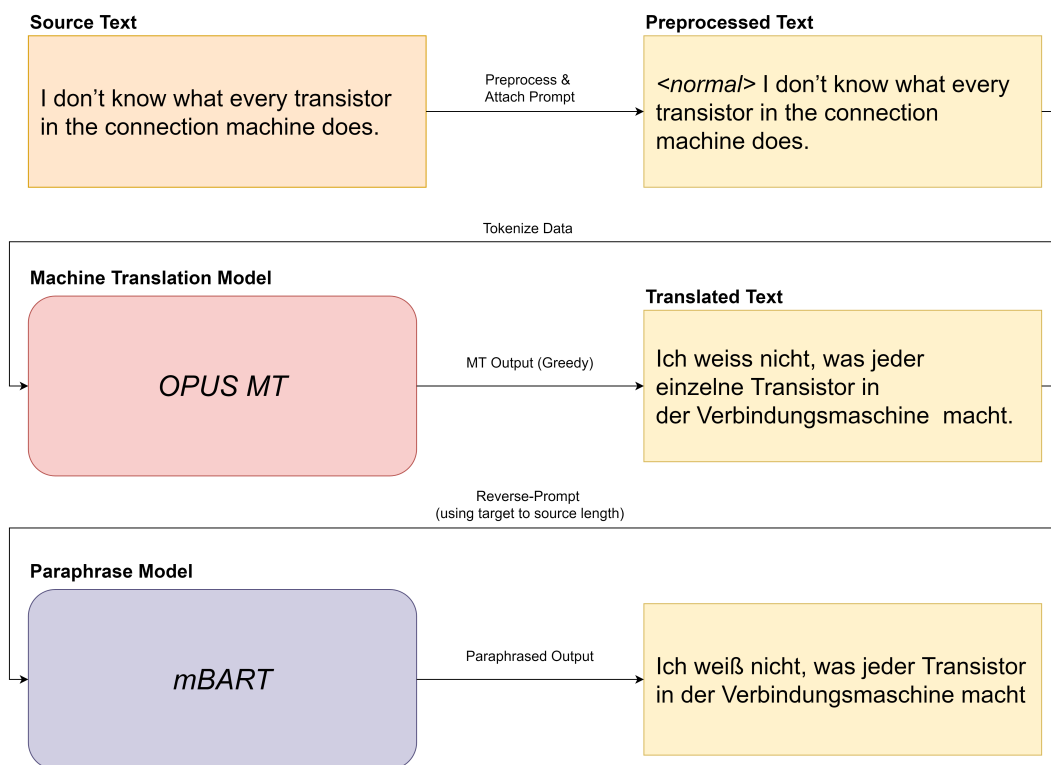 Source Text
I don’t know what every transistor
in the connection machine does.
Preprocess &
Attach Prompt
Preprocessed Text
<normal> I don’t know what every
transistor in the connection
machine does.
Tokenize Data
Machine Translation Model
OPUS MT
MT Output (Greedy)
Translated Text
Ich weiss nicht, was jeder
einzelne Transistor in
der Verbindungsmaschine  macht.
Reverse-Prompt
(using target to source length)
Paraphrase Model
mBART
Paraphrased Output
Ich weiß nicht, was jeder Transistor
in der Verbindungsmaschine macht